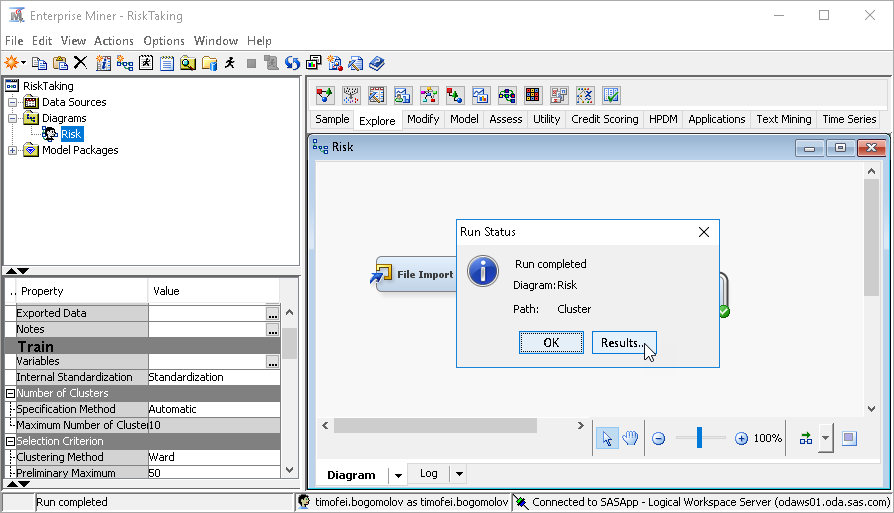 Enterprise Miner - RiskTaking
File Edit View Actions Options Window Help
RiskTaking
Data Sources
Diagrams
Risk
Model Packages
.. Property Value
Exported Data ...
Notes ...
Train
Variables ...
Internal Standardization Standardization
Number of Clusters
Specification Method Automatic
Maximum Number of Cluster 10
Selection Criterion
Clustering Method Ward
Preliminary Maximum 50
Sample Explore Modify Model Assess Utility Credit Scoring HPDM Applications Text Mining Time Series
Risk
File Import
Run Status
Run completed
Diagram: Risk
Path: Cluster
OK Results...
100%
Diagram Log
Run completed
timofei.bogomolov as timofei.bogomolov
Connected to SASApp - Logical Workspace Server (odaws01.oda.sas.com)